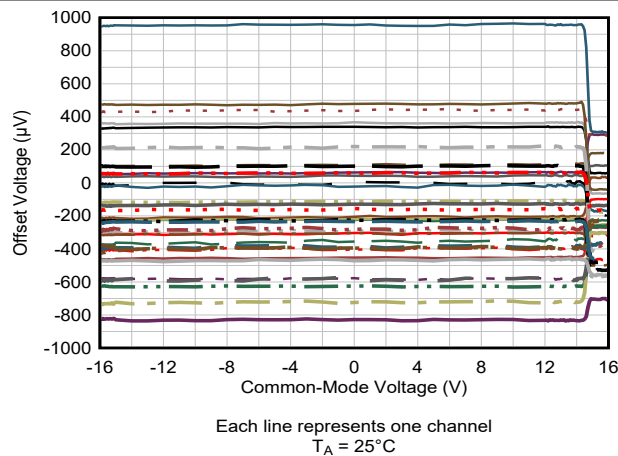 1000
800
600
400
200
0
-200
-400
-600
-800
-1000
Offset Voltage (µV)
-16 -12 -8 -4 0 4 8 12 16
Common-Mode Voltage (V)
Each line represents one channel
TA = 25°C